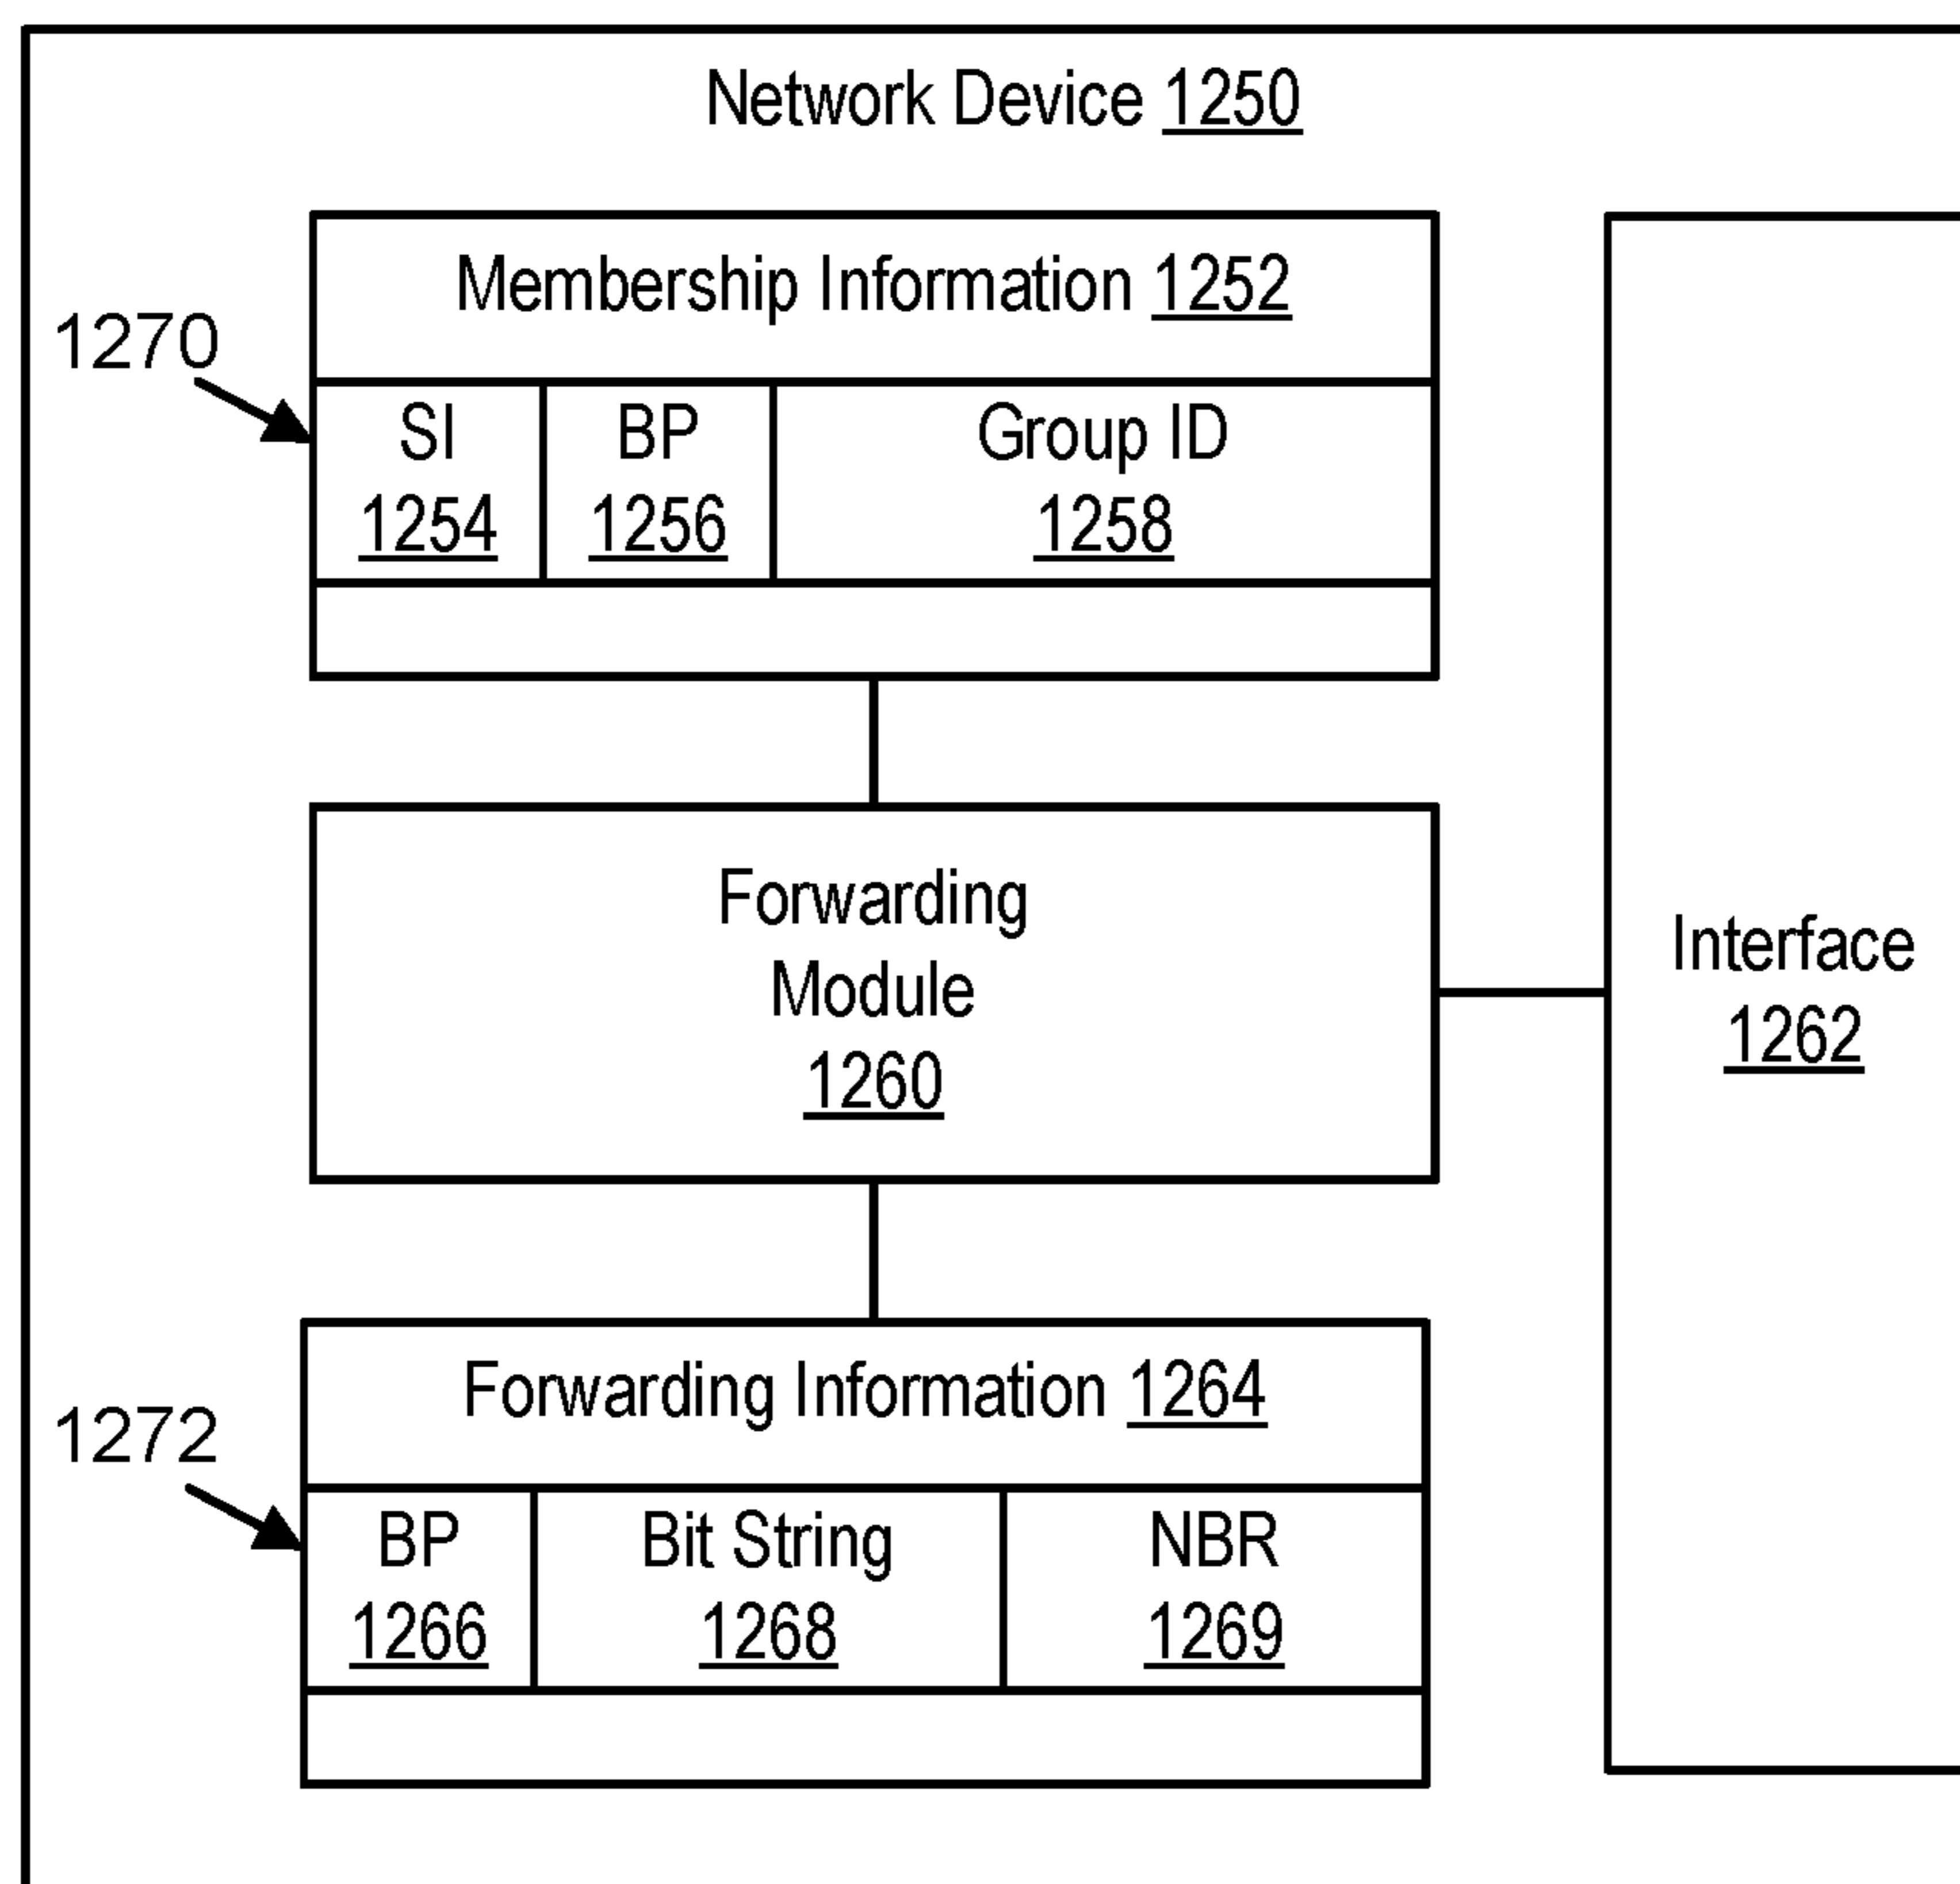 Network Device 1250
Membership Information 1252
1270
SI
1254
BP
1256
Group ID
1258
Forwarding
Module
1260
Interface
1262
Forwarding Information 1264
1272
BP
1266
Bit String
1268
NBR
1269